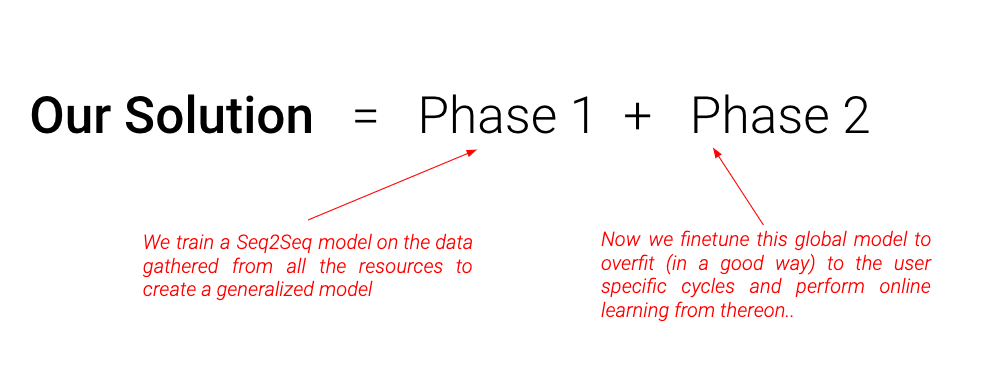 Our Solution = Phase 1 + Phase 2
We train a Seq2Seq model on the data
gathered from all the resources to
create a generalized model
Now we finetune this global model to
overfit (in a good way) to the user
specific cycles and perform online
learning from thereon..